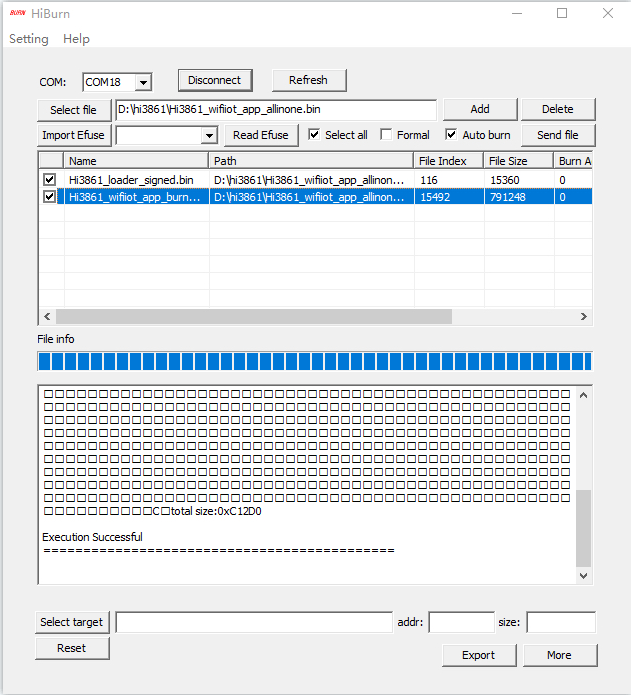 BURN HiBurn
Setting Help
COM: COM18 Disconnect Refresh
Select file D:\hi3861\Hi3861_wifiiot_app_allinone.bin Add Delete
Import Efuse Read Efuse Select all Formal Auto burn Send file
Name Path File Index File Size Burn A
Hi3861_loader_signed.bin D:\hi3861\Hi3861_wifiiot_app_allinon... 116 15360 0
Hi3861_wifiiot_app_burn... D:\hi3861\Hi3861_wifiiot_app_allinon... 15492 791248 0
File info
C□total size:0xC12D0
Execution Successful
============================================
Select target addr: size:
Reset
Export More